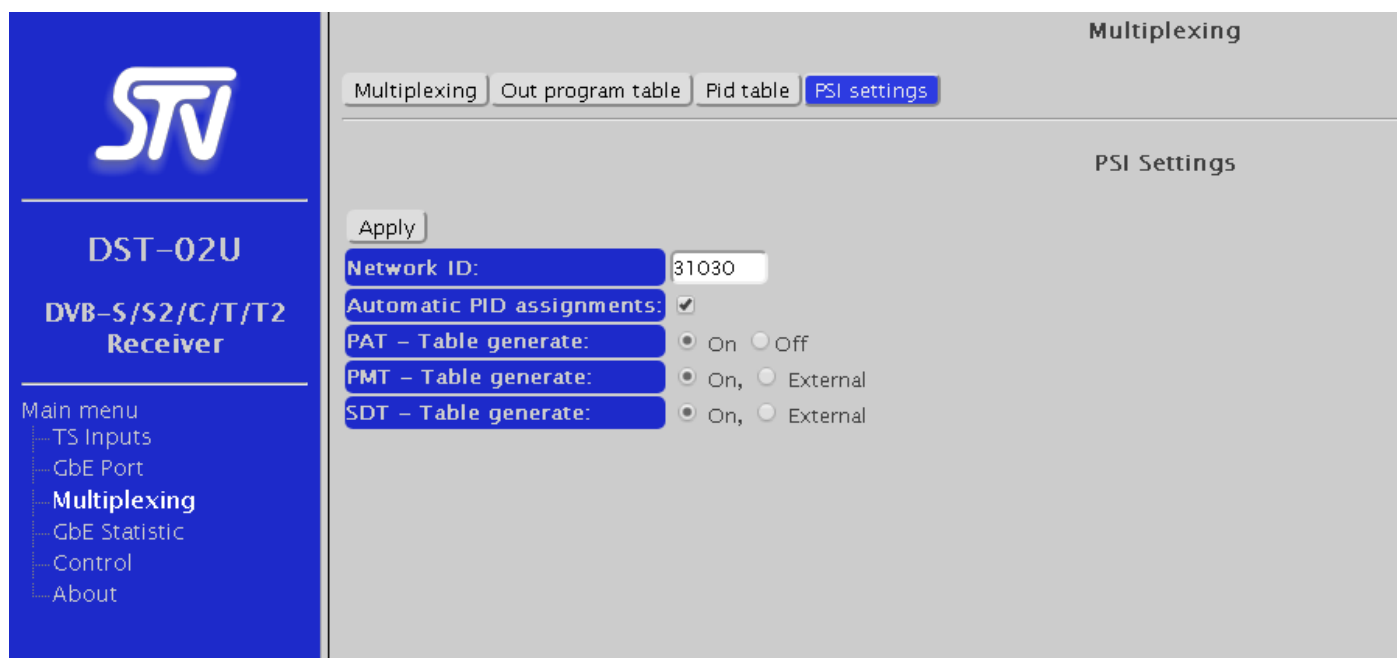 STV
DST-02U
DVB-S/S2/C/T/T2
Receiver
Main menu
TS Inputs
GbE Port
Multiplexing
GbE Statistic
Control
About
Multiplexing
Multiplexing Out program table Pid table PSI settings
PSI Settings
Apply
Network ID: 31030
Automatic PID assignments:
PAT - Table generate: On Off
PMT - Table generate: On, External
SDT - Table generate: On, External